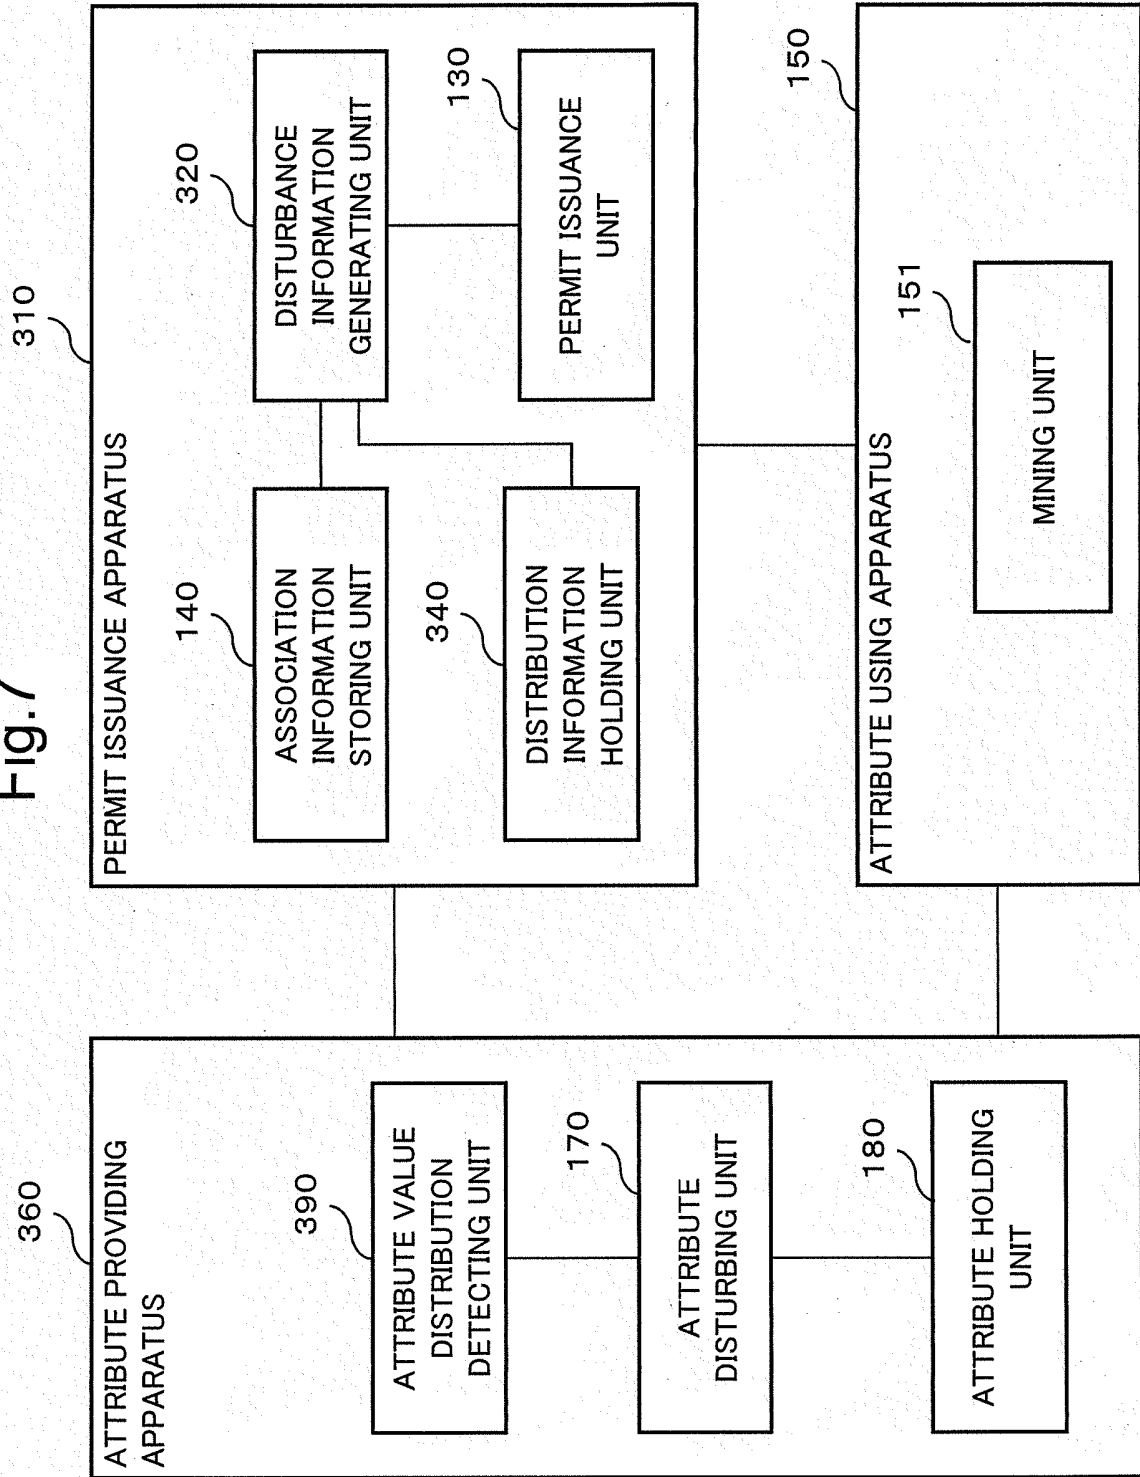 Fig.7
360
ATTRIBUTE PROVIDING
APPARATUS
390
ATTRIBUTE VALUE
DISTRIBUTION
DETECTING UNIT
170
ATTRIBUTE
DISTURBING UNIT
180
ATTRIBUTE HOLDING
UNIT
310
PERMIT ISSUANCE APPARATUS
140
ASSOCIATION
INFORMATION
STORING UNIT
320
DISTURBANCE
INFORMATION
GENERATING UNIT
340
DISTRIBUTION
INFORMATION
HOLDING UNIT
130
PERMIT ISSUANCE
UNIT
150
ATTRIBUTE USING APPARATUS
151
MINING UNIT